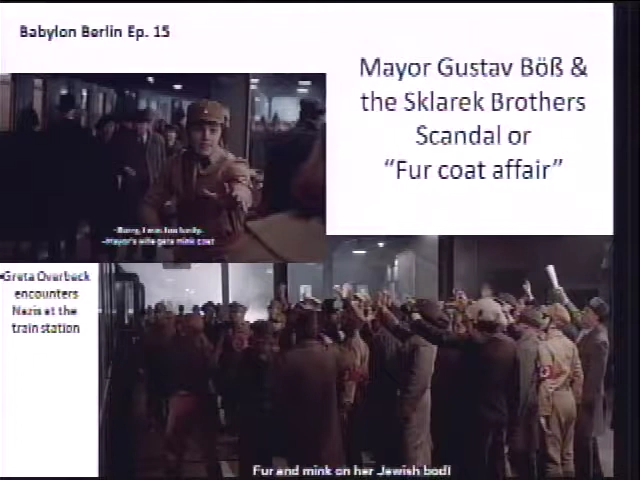 Babylon Berlin Ep. 15
Mayor Gustav Böß &
the Sklarek Brothers
Scandal or
“Fur coat affair”
-Sorry, I was too hasty.
-Mayor's wife gets mink coat
Greta Overbeck
encounters
Nazis at the
train station
Fur and mink on her Jewish bod!